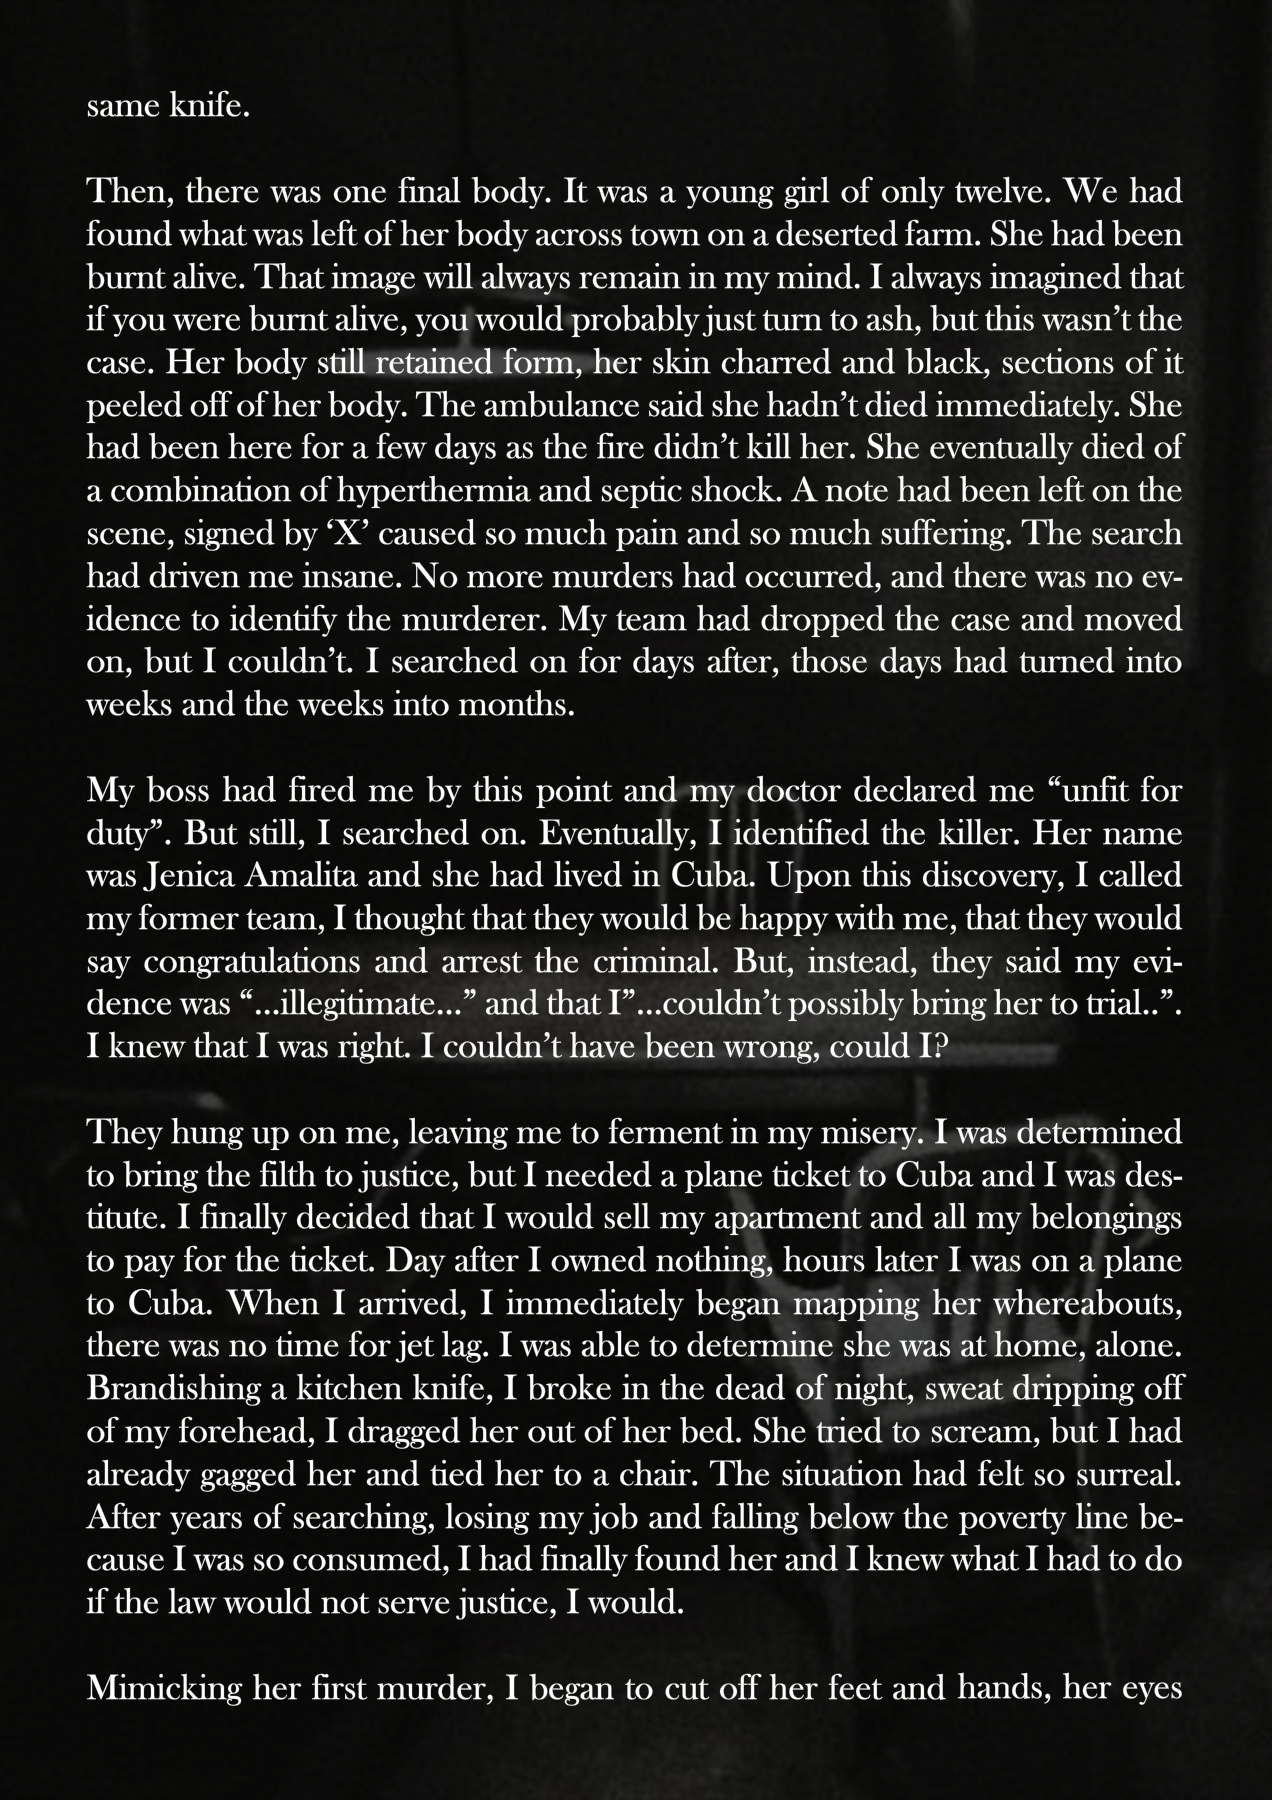 same knife.
Then, there was one final body. It was a young girl of only twelve. We had
found what was left of her body across town on a deserted farm. She had been
burnt alive. That image will always remain in my mind. I always imagined that
if you were burnt alive, you would probably just turn to ash, but this wasn’t the
case. Her body still retained form, her skin charred and black, sections of it
peeled off of her body. The ambulance said she hadn’t died immediately. She
had been here for a few days as the fire didn’t kill her. She eventually died of
a combination of hyperthermia and septic shock. A note had been left on the
scene, signed by ‘X’ caused so much pain and so much suffering. The search
had driven me insane. No more murders had occurred, and there was no ev-
idence to identify the murderer. My team had dropped the case and moved
on, but I couldn’t. I searched on for days after, those days had turned into
weeks and the weeks into months.
My boss had fired me by this point and my doctor declared me “unfit for
duty”. But still, I searched on. Eventually, I identified the killer. Her name
was Jenica Amalita and she had lived in Cuba. Upon this discovery, I called
my former team, I thought that they would be happy with me, that they would
say congratulations and arrest the criminal. But, instead, they said my evi-
dence was “...illegitimate...” and that I”...couldn’t possibly bring her to trial..”.
I knew that I was right. I couldn’t have been wrong, could I?
They hung up on me, leaving me to ferment in my misery. I was determined
to bring the filth to justice, but I needed a plane ticket to Cuba and I was des-
titute. I finally decided that I would sell my apartment and all my belongings
to pay for the ticket. Day after I owned nothing, hours later I was on a plane
to Cuba. When I arrived, I immediately began mapping her whereabouts,
there was no time for jet lag. I was able to determine she was at home, alone.
Brandishing a kitchen knife, I broke in the dead of night, sweat dripping off
of my forehead, I dragged her out of her bed. She tried to scream, but I had
already gagged her and tied her to a chair. The situation had felt so surreal.
After years of searching, losing my job and falling below the poverty line be-
cause I was so consumed, I had finally found her and I knew what I had to do
if the law would not serve justice, I would.
Mimicking her first murder, I began to cut off her feet and hands, her eyes